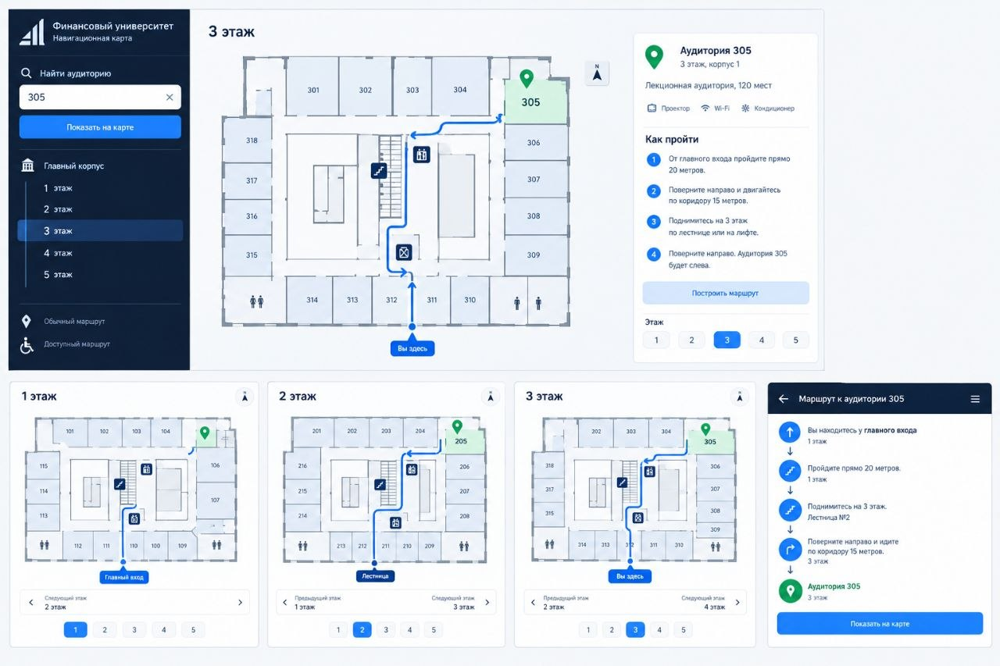 Финансовый университет
Навигационная карта
Найти аудиторию
305
Показать на карте
Главный корпус
1 этаж
2 этаж
3 этаж
4 этаж
5 этаж
Обычный маршрут
Доступный маршрут
3 этаж
N
301
302
303
304
305
318
306
317
307
316
308
315
309
314
313
312
311
310
Вы здесь
Аудитория 305
3 этаж, корпус 1
Лекционная аудитория, 120 мест
Проектор
Wi-Fi
Кондиционер
Как пройти
1 От главного входа пройдите прямо
20 метров.
2 Поверните направо и двигайтесь
по коридору 15 метров.
3 Поднимитесь на 3 этаж
по лестнице или на лифте.
4 Поверните направо. Аудитория 305
будет слева.
Построить маршрут
Этаж
1 2 3 4 5
1 этаж
N
101
102
103
104
115
106
114
107
113
112
111
110
100
109
Главный вход
Следующий этаж
2 этаж
1 2 3 4 5
2 этаж
N
201
202
203
204
205
216
206
215
207
214
208
213
212
211
210
209
Лестница
Предыдущий этаж
1 этаж
Следующий этаж
3 этаж
1 2 3 4 5
3 этаж
N
202
303
304
305
318
306
317
307
315
308
309
314
313
312
311
310
Вы здесь
Предыдущий этаж
2 этаж
Следующий этаж
4 этаж
1 2 3 4 5
Маршрут к аудитории 305
Вы находитесь у главного входа
1 этаж
Пройдите прямо 20 метров.
1 этаж
Поднимитесь на 3 этаж.
Лестница №2
Поверните направо и идите
по коридору 15 метров.
3 этаж
Аудитория 305
3 этаж
Показать на карте